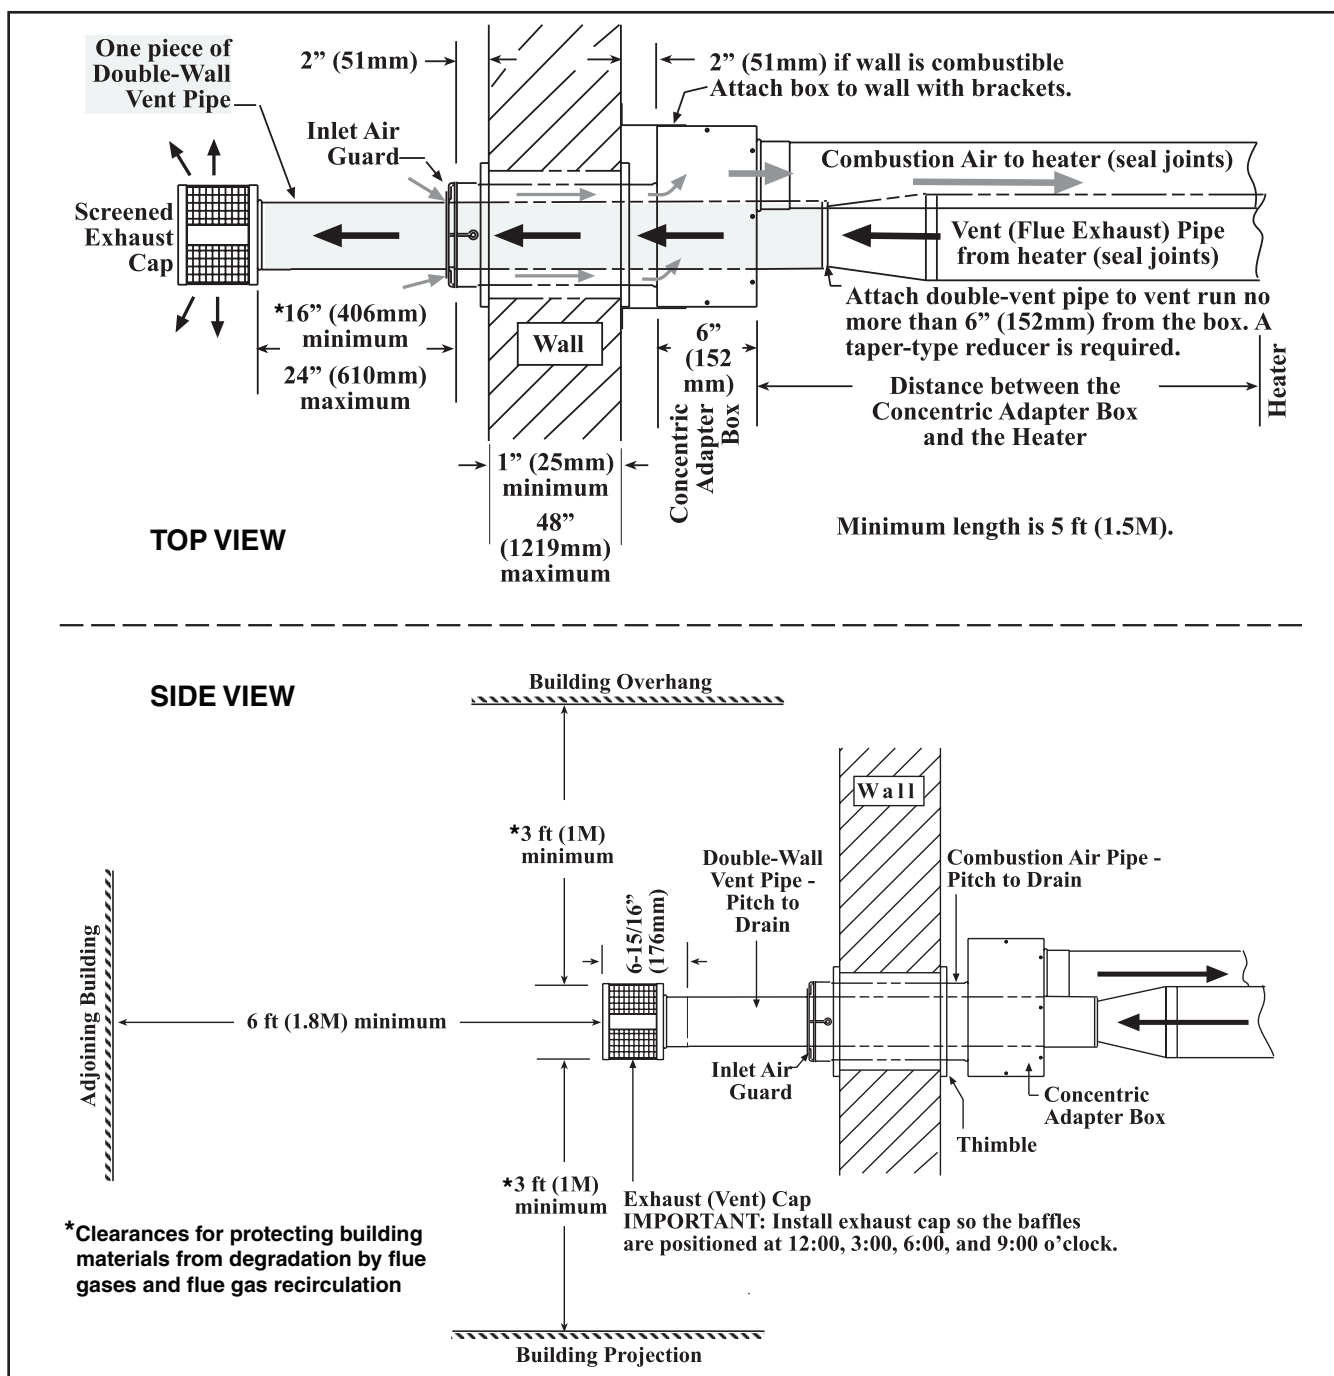 One piece of
Double-Wall
Vent Pipe
2” (51mm)
2” (51mm) if wall is combustible
Attach box to wall with brackets.
Inlet Air
Guard
Combustion Air to heater (seal joints)
Screened
Exhaust
Cap
Vent (Flue Exhaust) Pipe
from heater (seal joints)
*16” (406mm)
minimum
24” (610mm)
maximum
Wall
6”
(152
mm)
Concentric
Adapter
Box
Attach double-vent pipe to vent run no
more than 6” (152mm) from the box. A
taper-type reducer is required.
Distance between the
Concentric Adapter Box
and the Heater
Heater
1” (25mm)
minimum
48”
(1219mm)
maximum
Minimum length is 5 ft (1.5M).
TOP VIEW
SIDE VIEW
Building Overhang
Wall
*3 ft (1M)
minimum
Double-Wall
Vent Pipe -
Pitch to
Drain
Combustion Air Pipe -
Pitch to Drain
6-15/16”
(176mm)
Adjoining Building
6 ft (1.8M) minimum
Inlet Air
Guard
Concentric
Adapter Box
Thimble
*3 ft (1M)
minimum
Exhaust (Vent) Cap
IMPORTANT: Install exhaust cap so the baffles
are positioned at 12:00, 3:00, 6:00, and 9:00 o’clock.
*Clearances for protecting building
materials from degradation by flue
gases and flue gas recirculation
Building Projection